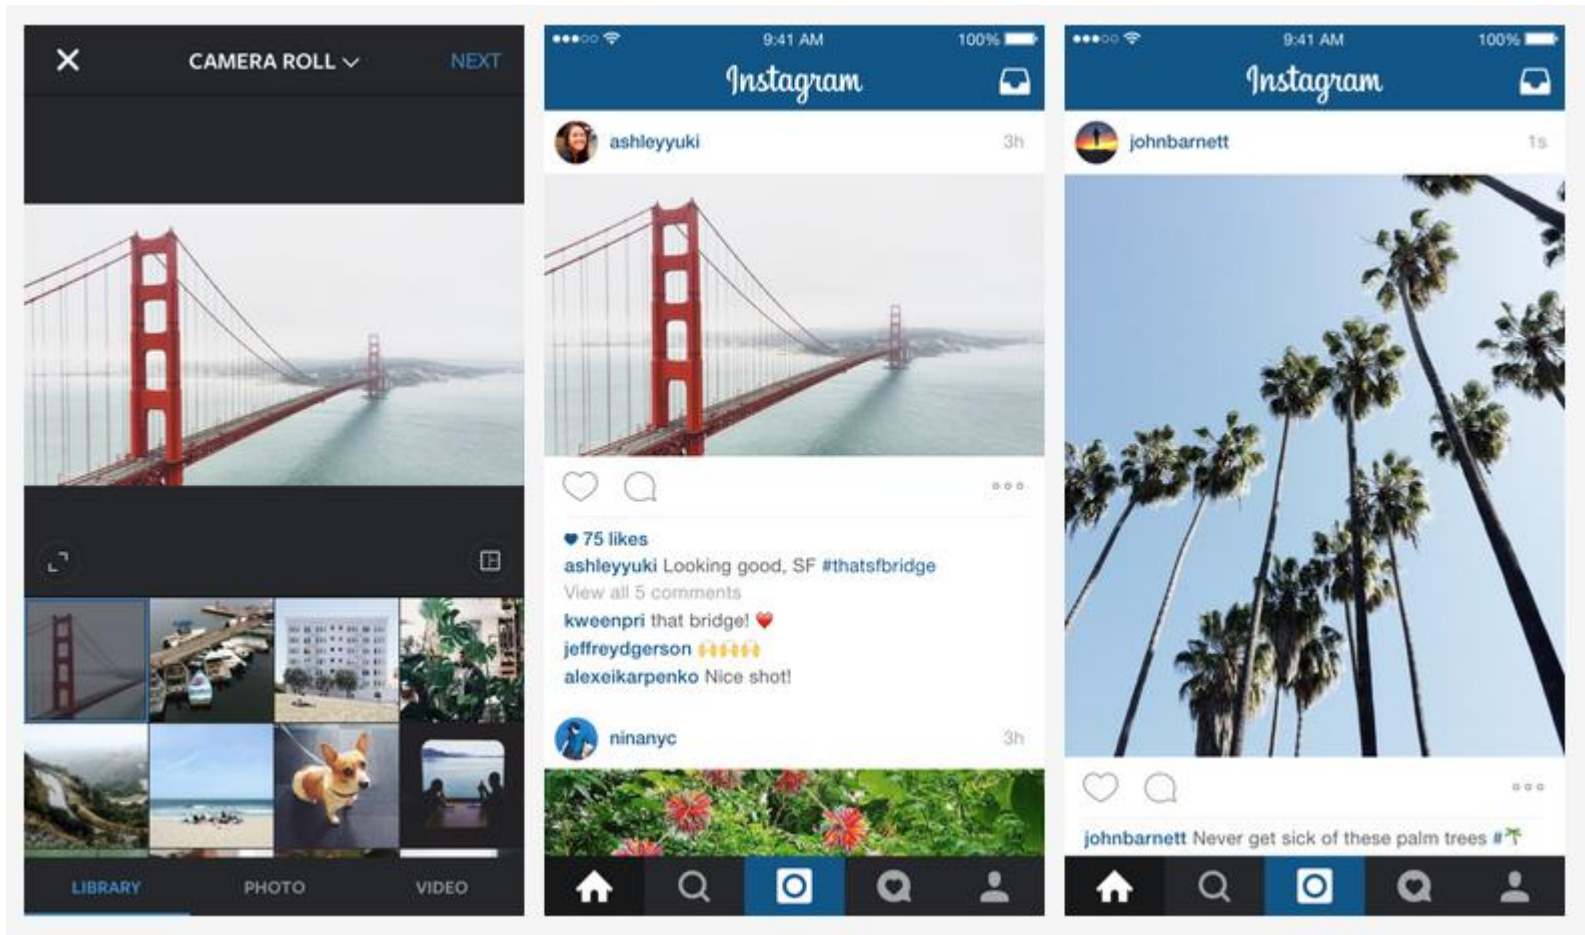 CAMERA ROLL
NEXT
LIBRARY
PHOTO
VIDEO
9:41 AM
100%
Instagram
ashleyyuki
3h
75 likes
ashleyyuki Looking good, SF #thatsfbridge
View all 5 comments
kweenpri that bridge! ❤️
jeffreydgerson 🙌🙌🙌
alexeikarpenko Nice shot!
ninanyc
3h
9:41 AM
100%
Instagram
johnbarnett
1s
johnbarnett Never get sick of these palm trees #🌴